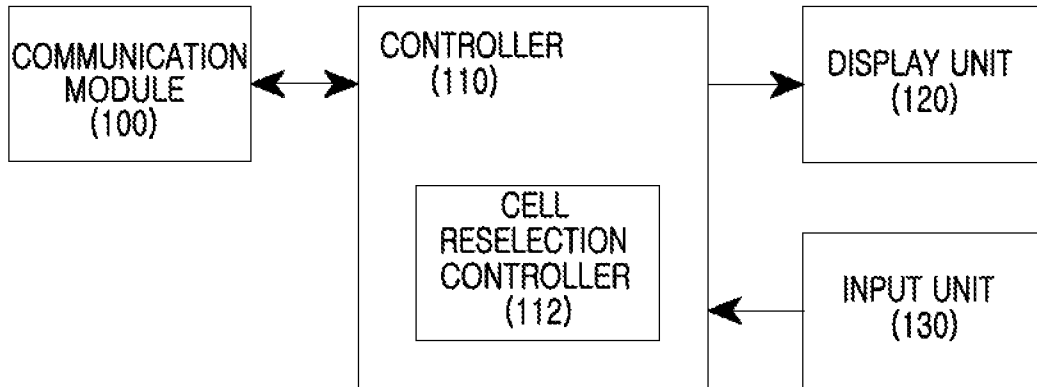 COMMUNICATION
MODULE
(100)
CONTROLLER
(110)
CELL
RESELECTION
CONTROLLER
(112)
DISPLAY UNIT
(120)
INPUT UNIT
(130)